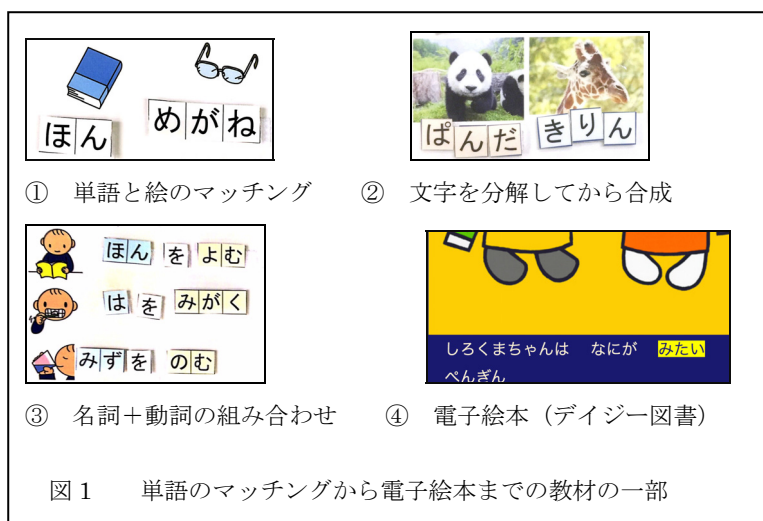 ほん めがね
ぱんだ きりん
① 単語と絵のマッチング ② 文字を分解してから合成
ほん を よむ
は を みがく
みず を のむ
しろくまちゃんは なにが みたい
ぺんぎん
③ 名詞＋動詞の組み合わせ ④ 電子絵本（デイジー図書）
図1 単語のマッチングから電子絵本までの教材の一部